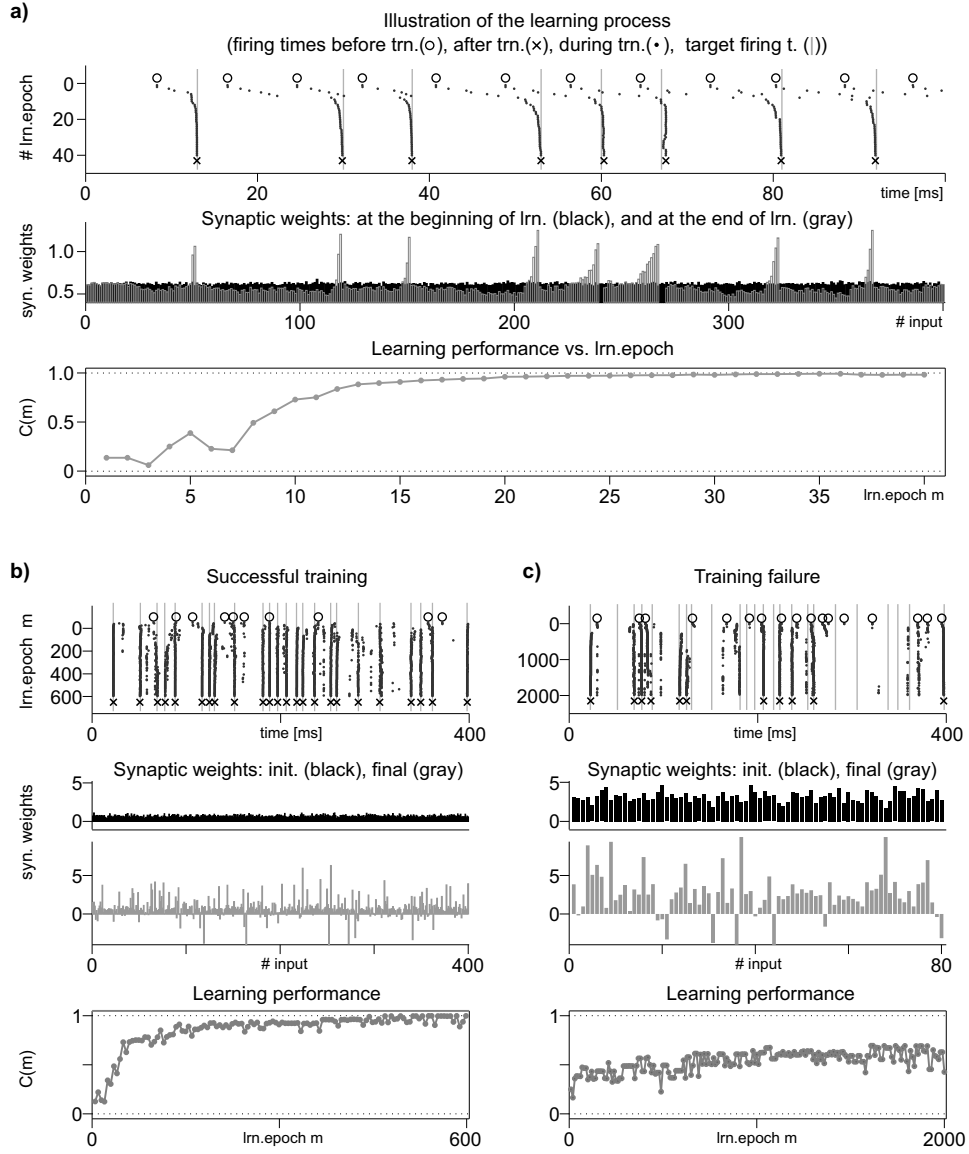 a)
Illustration of the learning process
(firing times before trn.(○), after trn.(×), during trn.(•), target firing t. (|))
# lrn.epoch
0
20
40
0 20 40 60 80 time [ms]
Synaptic weights: at the beginning of lrn. (black), and at the end of lrn. (gray)
syn. weights
1.0
0.5
0 100 200 300 # input
Learning performance vs. lrn.epoch
C(m)
1.0
0.5
0
0 5 10 15 20 25 30 35 lrn.epoch m
b)
Successful training
lrn.epoch m
0
200
400
600
0 time [ms] 400
Synaptic weights: init. (black), final (gray)
syn. weights
5
0
5
0
0 # input 400
Learning performance
C(m)
1
0
0 lrn.epoch m 600
c)
Training failure
0
1000
2000
0 time [ms] 400
Synaptic weights: init. (black), final (gray)
5
0
5
0
0 # input 80
Learning performance
1
0
0 lrn.epoch m 2000